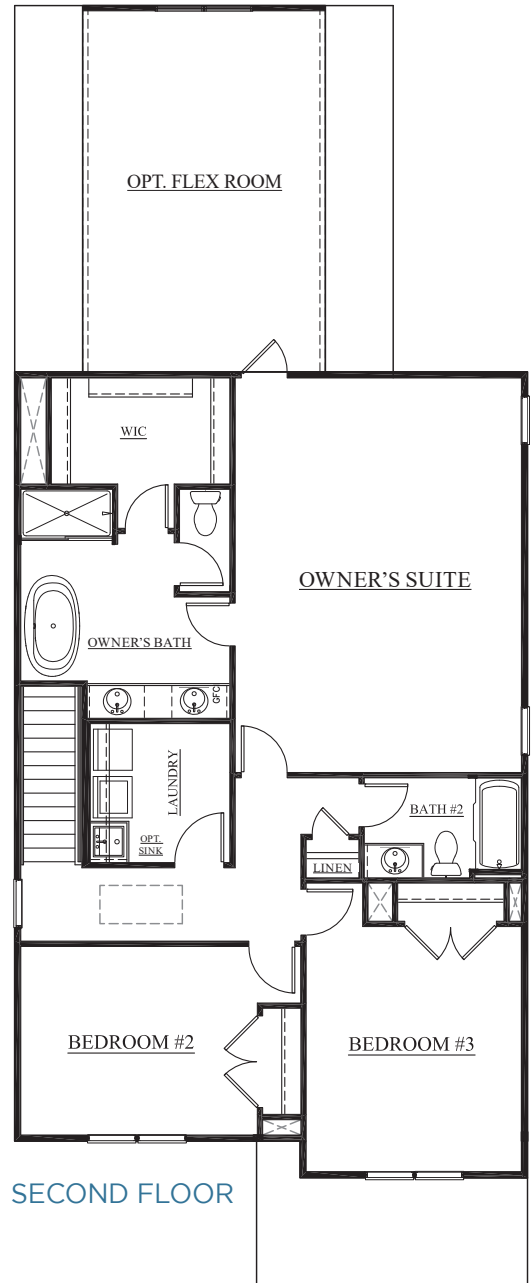 OPT. FLEX ROOM
WIC
OWNER'S SUITE
OWNER'S BATH
GFC
LAUNDRY
OPT.
SINK
BATH #2
LINEN
BEDROOM #2
BEDROOM #3
SECOND FLOOR